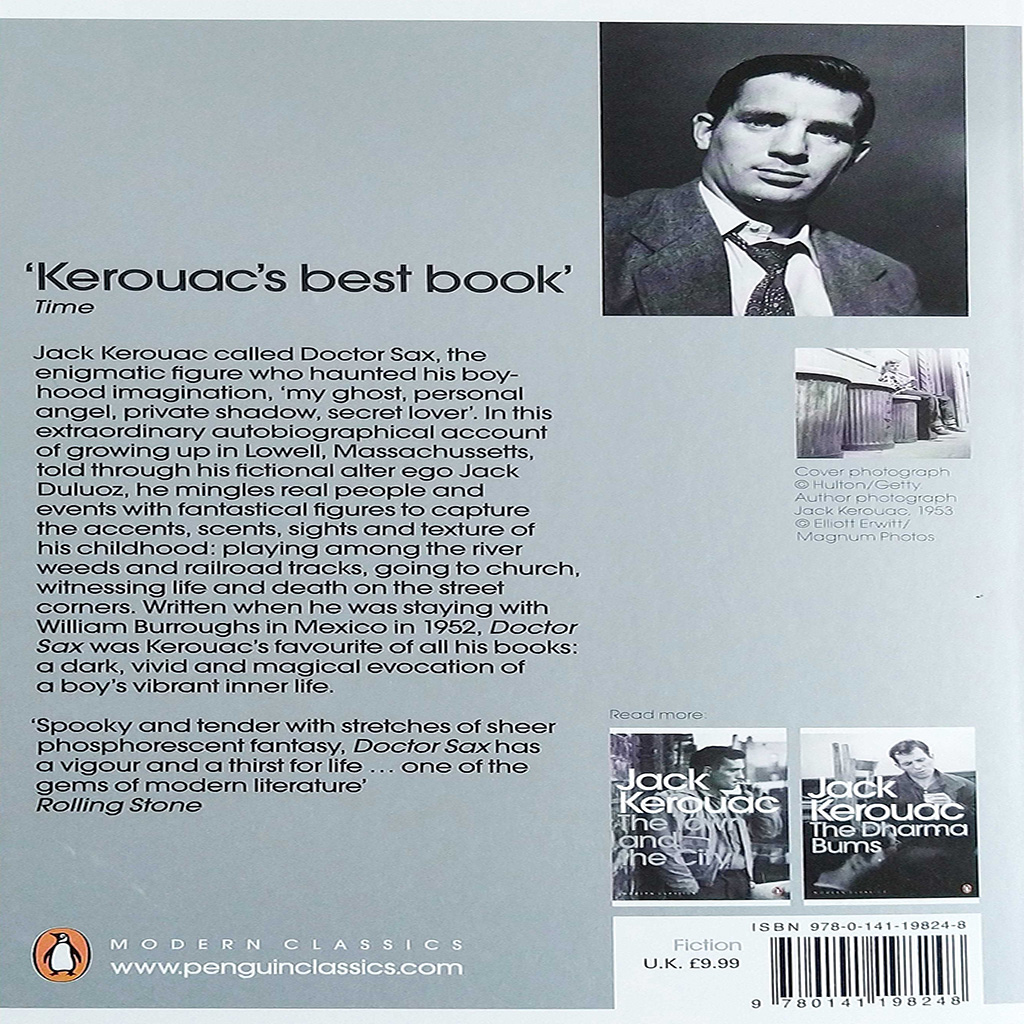 ‘Kerouac’s best book’
Time
Jack Kerouac called Doctor Sax, the
enigmatic figure who haunted his boy-
hood imagination, ‘my ghost, personal
angel, private shadow, secret lover’. In this
extraordinary autobiographical account
of growing up in Lowell, Massachussetts,
told through his fictional alter ego Jack
Duluoz, he mingles real people and
events with fantastical figures to capture
the accents, scents, sights and texture of
his childhood: playing among the river
weeds and railroad tracks, going to church,
witnessing life and death on the street
corners. Written when he was staying with
William Burroughs in Mexico in 1952, Doctor
Sax was Kerouac’s favourite of all his books:
a dark, vivid and magical evocation of
a boy’s vibrant inner life.
‘Spooky and tender with stretches of sheer
phosphorescent fantasy, Doctor Sax has
a vigour and a thirst for life … one of the
gems of modern literature’
Rolling Stone
MODERN CLASSICS
www.penguinclassics.com
Cover photograph
© Hulton/Getty.
Author photograph
Jack Kerouac, 1953
© Elliott Erwitt/
Magnum Photos
Read more:
Jack
Kerouac
The Town
and
the City
Jack
Kerouac
The Dharma
Bums
Fiction
U.K. £9.99
ISBN 978-0-141-19824-8
9 780141 198248